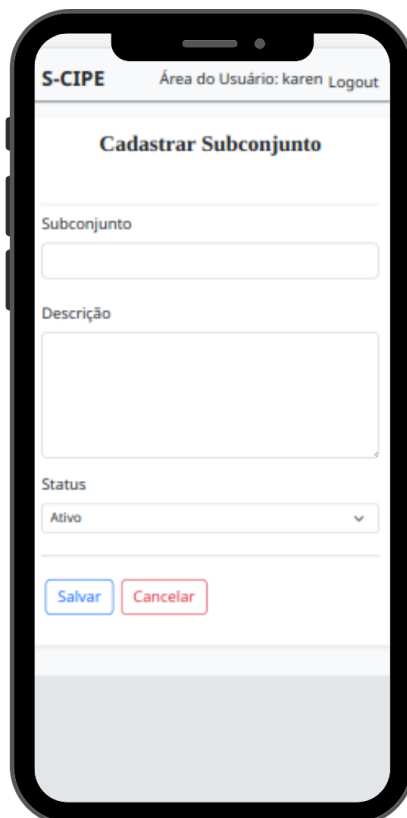 S-CIPE Área do Usuário: karen Logout
Cadastrar Subconjunto
Subconjunto
Descrição
Status
Ativo
Salvar Cancelar